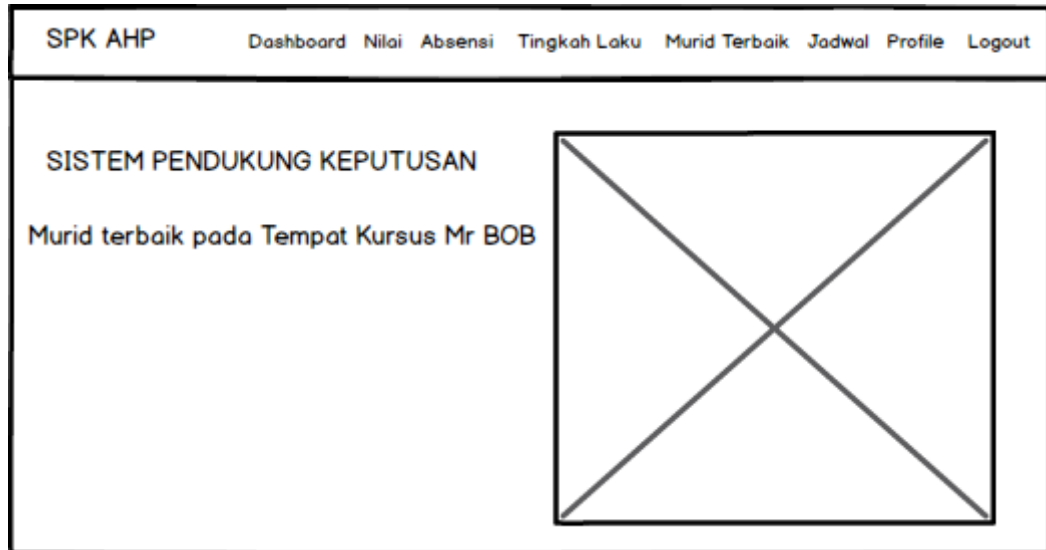 SPK AHP Dashboard Nilai Absensi Tingkah Laku Murid Terbaik Jadwal Profile Logout
SISTEM PENDUKUNG KEPUTUSAN
Murid terbaik pada Tempat Kursus Mr BOB